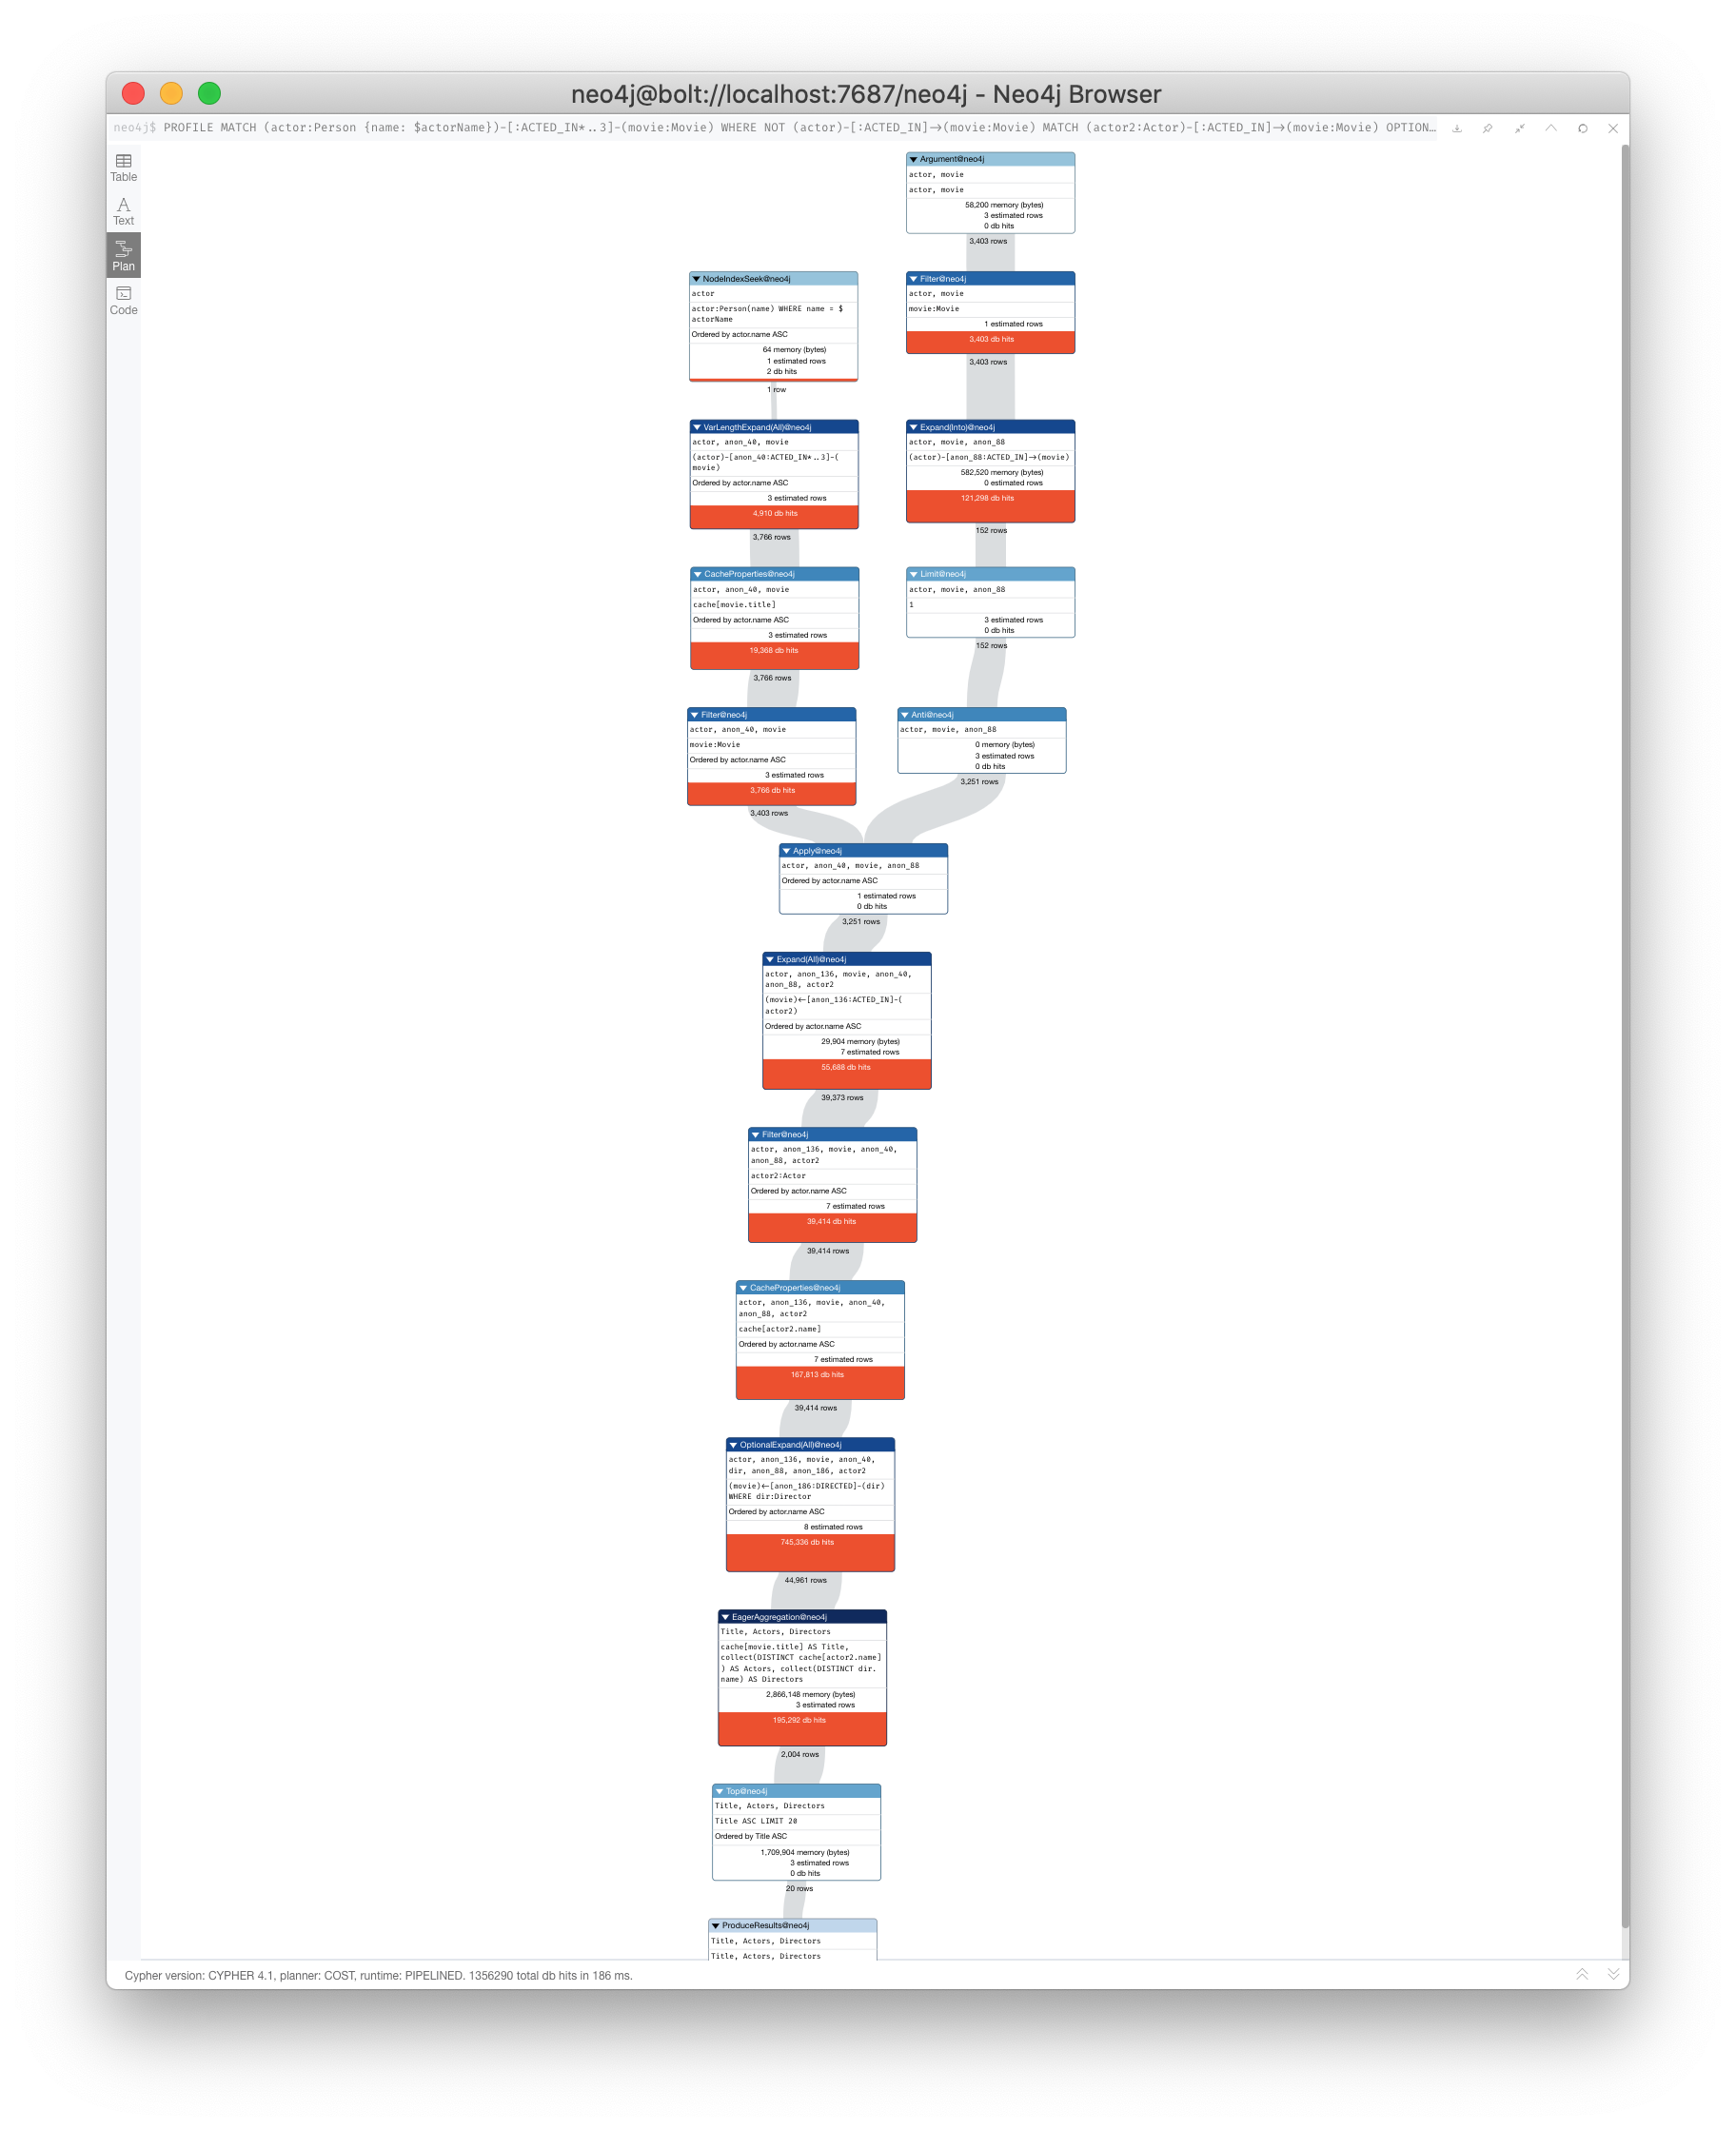 neo4j@bolt://localhost:7687/neo4j - Neo4j Browser
neo4j$ PROFILE MATCH (actor:Person {name: $actorName})-[:ACTED_IN*..3]-(movie:Movie) WHERE NOT (actor)-[:ACTED_IN]->(movie:Movie) MATCH (actor2:Actor)-[:ACTED_IN]->(movie:Movie) OPTION…
Table
Text
Plan
Code
Argument@neo4j
actor, movie
actor, movie
58,200 memory (bytes)
3 estimated rows
0 db hits
3,403 rows
NodeIndexSeek@neo4j
actor
actor:Person(name) WHERE name = $
actorName
Ordered by actor.name ASC
64 memory (bytes)
1 estimated rows
2 db hits
1 row
Filter@neo4j
actor, movie
movie:Movie
1 estimated rows
3,403 db hits
3,403 rows
VarLengthExpand(All)@neo4j
actor, anon_40, movie
(actor)-[anon_40:ACTED_IN*..3]-(
movie)
Ordered by actor.name ASC
3 estimated rows
4,910 db hits
3,766 rows
Expand(Into)@neo4j
actor, movie, anon_88
(actor)-[anon_88:ACTED_IN]->(movie)
582,520 memory (bytes)
0 estimated rows
121,298 db hits
152 rows
CacheProperties@neo4j
actor, anon_40, movie
cache[movie.title]
Ordered by actor.name ASC
3 estimated rows
19,368 db hits
3,766 rows
Limit@neo4j
actor, movie, anon_88
1
3 estimated rows
0 db hits
152 rows
Filter@neo4j
actor, anon_40, movie
movie:Movie
Ordered by actor.name ASC
3 estimated rows
3,766 db hits
3,403 rows
Anti@neo4j
actor, movie, anon_88
0 memory (bytes)
3 estimated rows
0 db hits
3,251 rows
Apply@neo4j
actor, anon_40, movie, anon_88
Ordered by actor.name ASC
1 estimated rows
0 db hits
3,251 rows
Expand(All)@neo4j
actor, anon_136, movie, anon_40,
anon_88, actor2
(movie)<-[anon_136:ACTED_IN]-(
actor2)
Ordered by actor.name ASC
29,904 memory (bytes)
7 estimated rows
55,688 db hits
39,373 rows
Filter@neo4j
actor, anon_136, movie, anon_40,
anon_88, actor2
actor2:Actor
Ordered by actor.name ASC
7 estimated rows
39,414 db hits
39,414 rows
CacheProperties@neo4j
actor, anon_136, movie, anon_40,
anon_88, actor2
cache[actor2.name]
Ordered by actor.name ASC
7 estimated rows
167,813 db hits
39,414 rows
OptionalExpand(All)@neo4j
actor, anon_136, movie, anon_40,
dir, anon_88, anon_186, actor2
(movie)<-[anon_186:DIRECTED]-(dir)
WHERE dir:Director
Ordered by actor.name ASC
8 estimated rows
745,336 db hits
44,961 rows
EagerAggregation@neo4j
Title, Actors, Directors
cache[movie.title] AS Title,
collect(DISTINCT cache[actor2.name]
) AS Actors, collect(DISTINCT dir.
name) AS Directors
2,866,148 memory (bytes)
3 estimated rows
195,292 db hits
2,004 rows
Top@neo4j
Title, Actors, Directors
Title ASC LIMIT 20
Ordered by Title ASC
1,709,904 memory (bytes)
3 estimated rows
0 db hits
20 rows
ProduceResults@neo4j
Title, Actors, Directors
Title, Actors, Directors
Cypher version: CYPHER 4.1, planner: COST, runtime: PIPELINED. 1356290 total db hits in 186 ms.